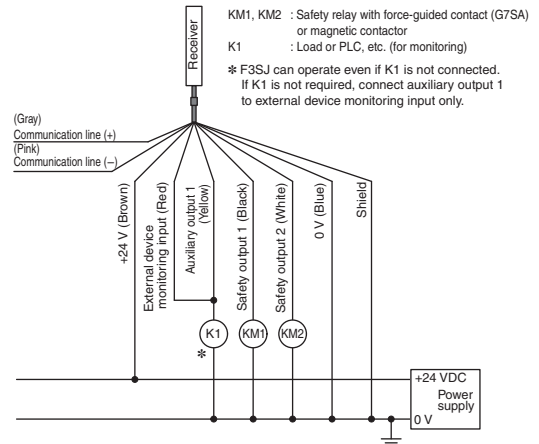 Receiver
KM1, KM2 : Safety relay with force-guided contact (G7SA)
or magnetic contactor
K1 : Load or PLC, etc. (for monitoring)
* F3SJ can operate even if K1 is not connected.
If K1 is not required, connect auxiliary output 1
to external device monitoring input only.
(Gray)
Communication line (+)
(Pink)
Communication line (−)
+24 V (Brown)
External device
monitoring input (Red)
Auxiliary output 1
(Yellow)
Safety output 1 (Black)
Safety output 2 (White)
0 V (Blue)
Shield
K1
KM1
KM2
*
+24 VDC
Power
supply
0 V